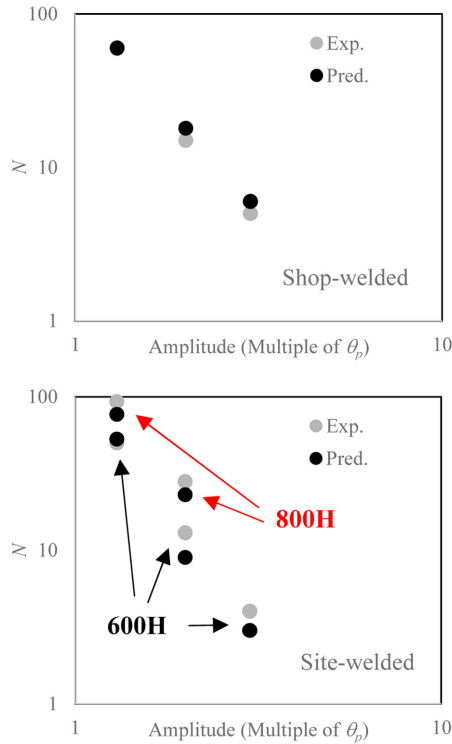 100
Exp.
Pred.
N
10
Shop-welded
1
1
Amplitude (Multiple of θp)
10
100
Exp.
Pred.
800H
N
10
600H
Site-welded
1
1
Amplitude (Multiple of θp)
10